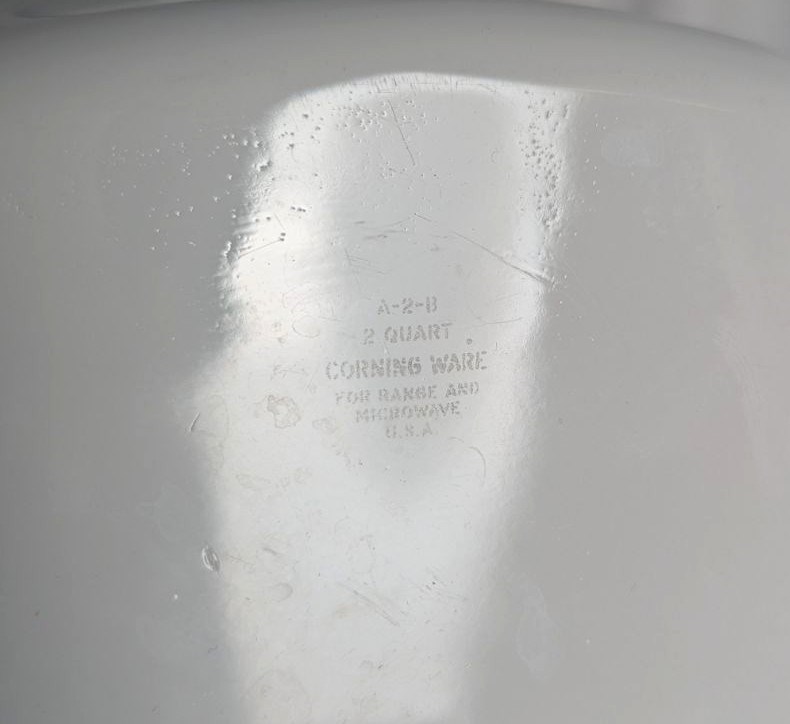 A-2-B
2 QUART
CORNING WARE
FOR RANGE AND
MICROWAVE
U.S.A